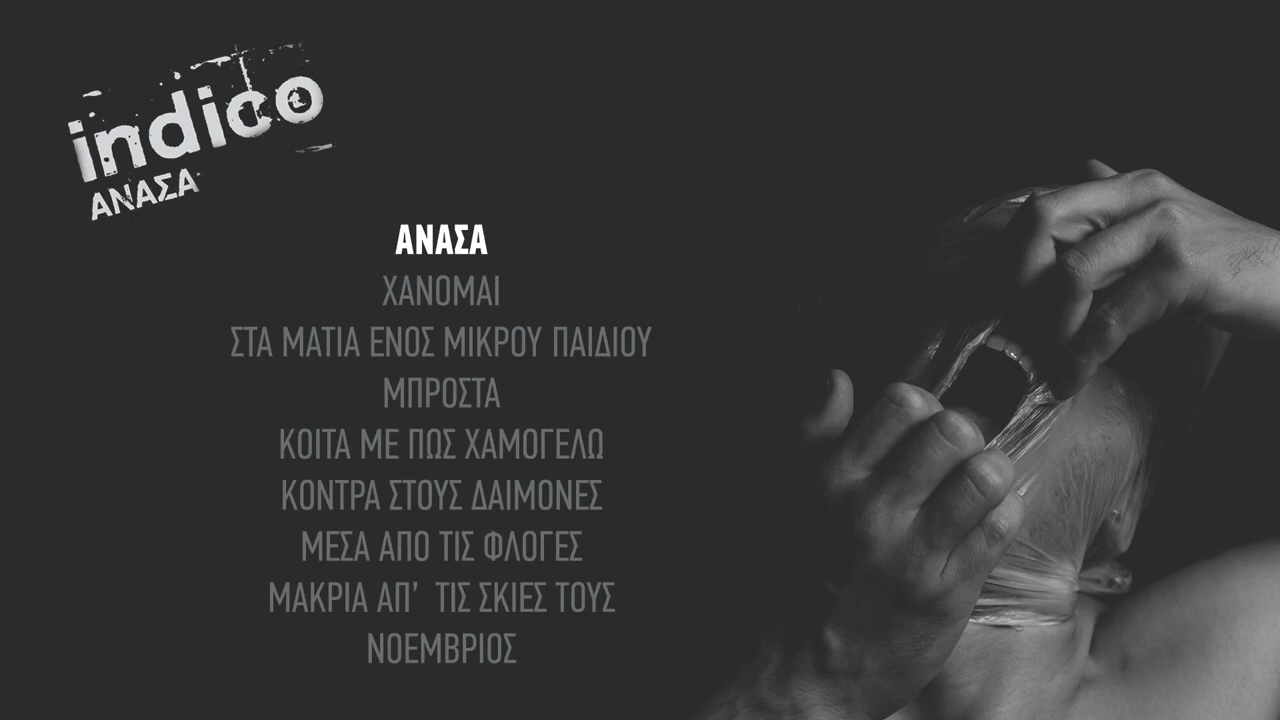 indico
ΑΝΑΣΑ
ΑΝΑΣΑ
ΧΑΝΟΜΑΙ
ΣΤΑ ΜΑΤΙΑ ΕΝΟΣ ΜΙΚΡΟΥ ΠΑΙΔΙΟΥ
ΜΠΡΟΣΤΑ
ΚΟΙΤΑ ΜΕ ΠΩΣ ΧΑΜΟΓΕΛΩ
ΚΟΝΤΡΑ ΣΤΟΥΣ ΔΑΙΜΟΝΕΣ
ΜΕΣΑ ΑΠΟ ΤΙΣ ΦΛΟΓΕΣ
ΜΑΚΡΙΑ ΑΠ’ ΤΙΣ ΣΚΙΕΣ ΤΟΥΣ
ΝΟΕΜΒΡΙΟΣ